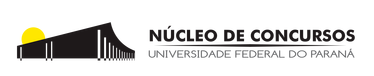 NÚCLEO DE CONCURSOS
UNIVERSIDADE FEDERAL DO PARANÁ